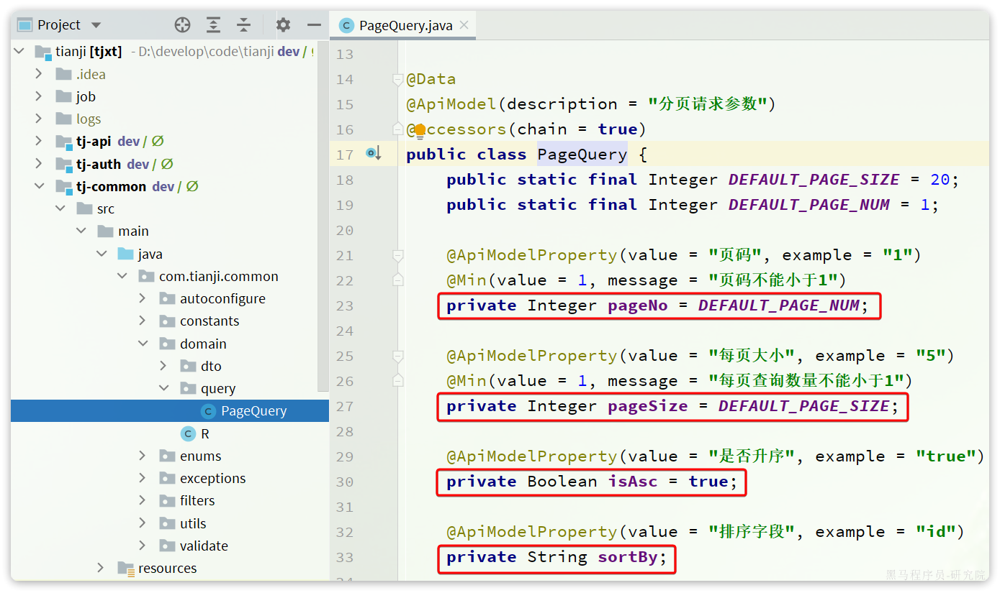 Project
tianji [tjxt] - D:\develop\code\tianji dev /
.idea
job
logs
tj-api dev / Ø
tj-auth dev / Ø
tj-common dev / Ø
src
main
java
com.tianji.common
autoconfigure
constants
domain
dto
query
PageQuery
R
enums
exceptions
filters
utils
validate
resources
PageQuery.java
13
14 @Data
15 @ApiModel(description = "分页请求参数")
16 @Accessors(chain = true)
17 public class PageQuery {
18 public static final Integer DEFAULT_PAGE_SIZE = 20;
19 public static final Integer DEFAULT_PAGE_NUM = 1;
20
21 @ApiModelProperty(value = "页码", example = "1")
22 @Min(value = 1, message = "页码不能小于1")
23 private Integer pageNo = DEFAULT_PAGE_NUM;
24
25 @ApiModelProperty(value = "每页大小", example = "5")
26 @Min(value = 1, message = "每页查询数量不能小于1")
27 private Integer pageSize = DEFAULT_PAGE_SIZE;
28
29 @ApiModelProperty(value = "是否升序", example = "true")
30 private Boolean isAsc = true;
31
32 @ApiModelProperty(value = "排序字段", example = "id")
33 private String sortBy;
黑马程序员-研究院